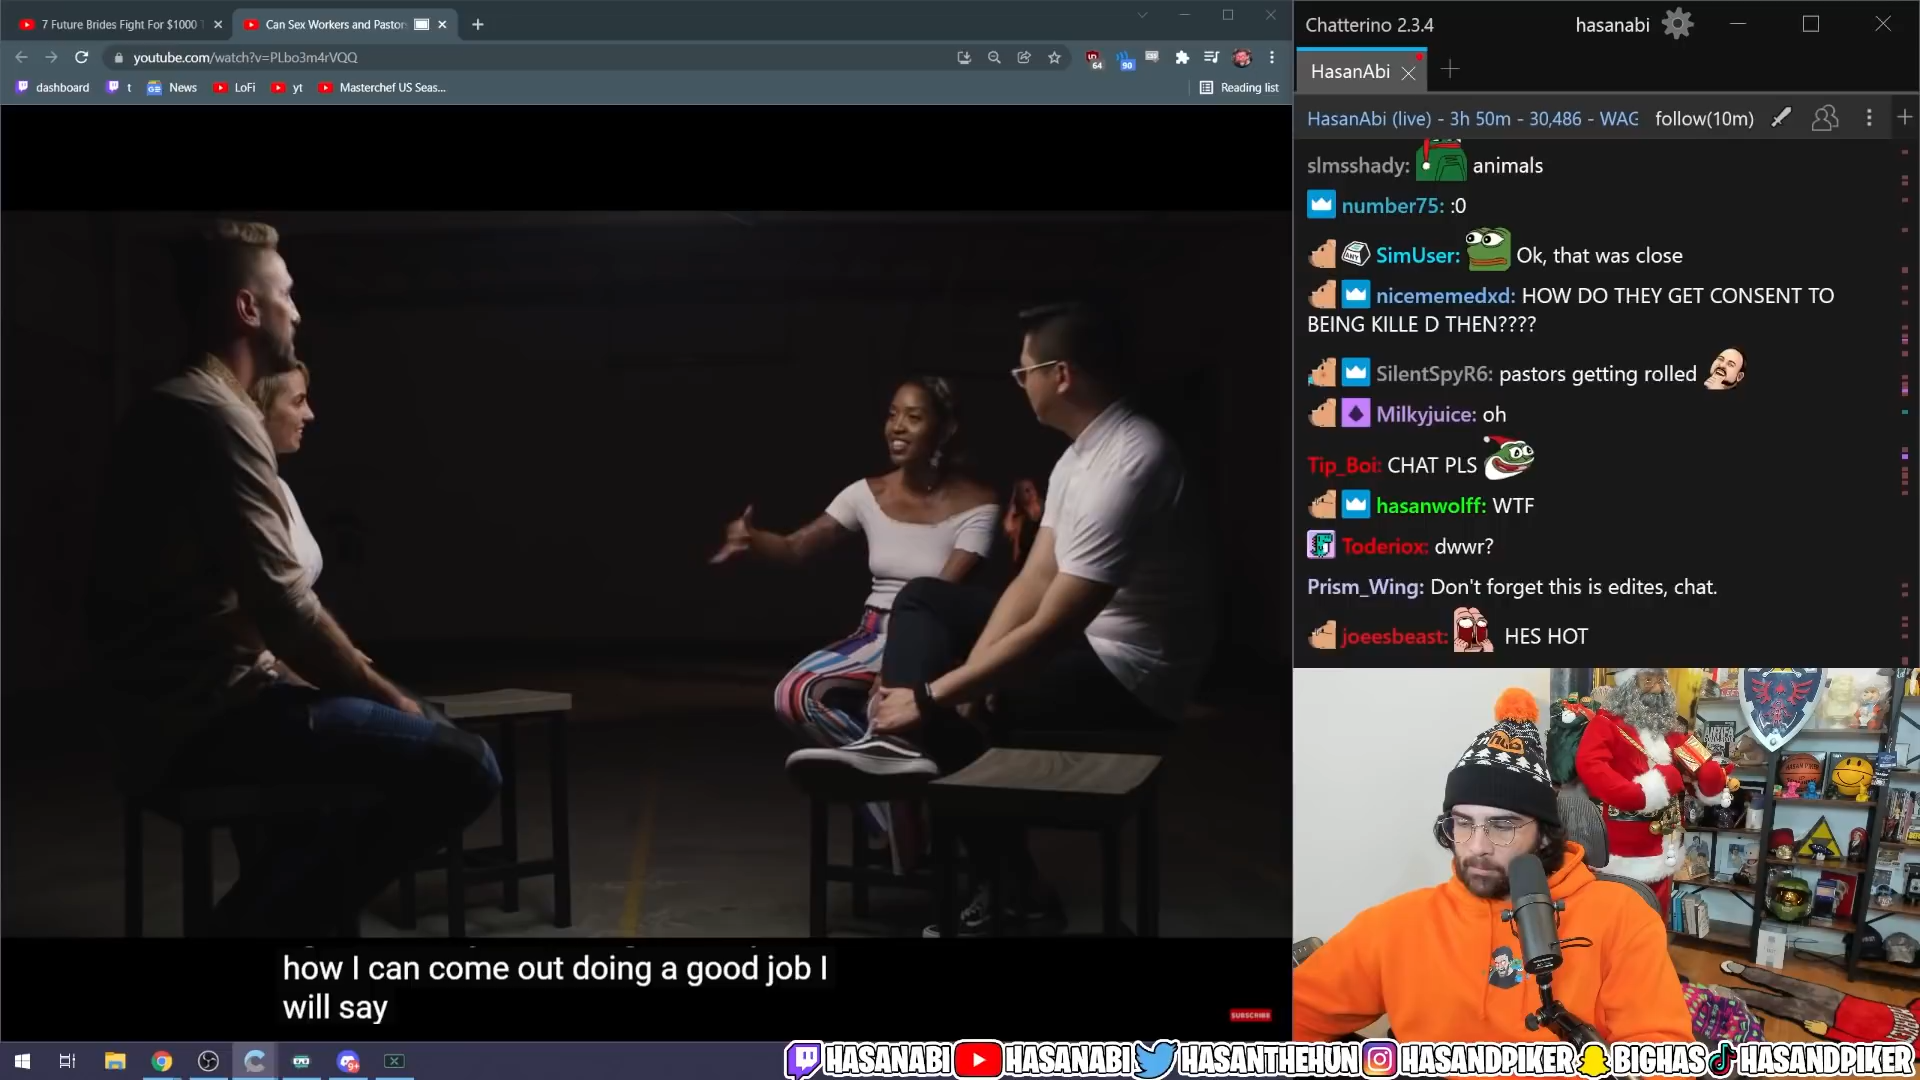 7 Future Brides Fight For $1000
Can Sex Workers and Pastor
youtube.com/watch?v=PLbo3m4rVQQ
64
90
dashboard
t
News
LoFi
yt
Masterchef US Seas...
Reading list
how I can come out doing a good job I
will say
SUBSCRIBE
Chatterino 2.3.4
hasanabi
HasanAbi
HasanAbi (live) - 3h 50m - 30,486 - WAG
follow(10m)
slmsshady: animals
number75: :0
SimUser: Ok, that was close
nicememedxd: HOW DO THEY GET CONSENT TO
BEING KILLE D THEN????
SilentSpyR6: pastors getting rolled
Milkyjuice: oh
Tip_Boi: CHAT PLS
hasanwolff: WTF
Toderiox: dwwr?
Prism_Wing: Don't forget this is edites, chat.
joeesbeast: HES HOT
HASANABI
HASANABI
HASANTHEHUN
HASANDPIKER
BIGHAS
HASANDPIKER